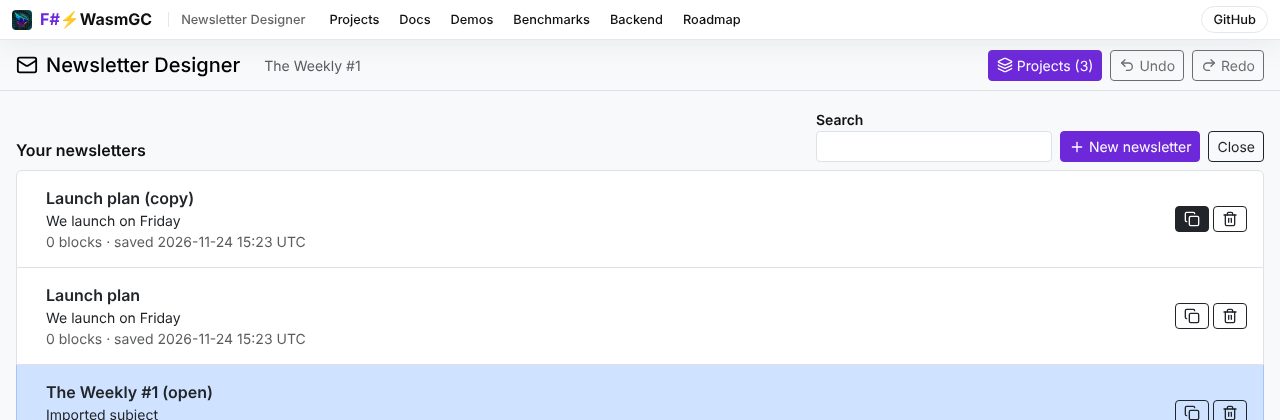 F#⚡WasmGC Newsletter Designer Projects Docs Demos Benchmarks Backend Roadmap GitHub
Newsletter Designer The Weekly #1 Projects (3) Undo Redo
Search
Your newsletters + New newsletter Close
Launch plan (copy)
We launch on Friday
0 blocks · saved 2026-11-24 15:23 UTC
Launch plan
We launch on Friday
0 blocks · saved 2026-11-24 15:23 UTC
The Weekly #1 (open)
Imported subject